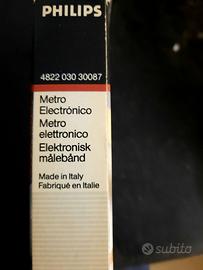 PHILIPS
4822 030 30087
Metro
Electrónico
Metro
elettronico
Elektronisk
målebånd
Made in Italy
Fabriqué en Italie
subito